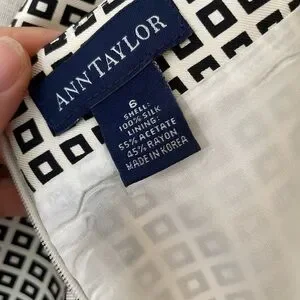 ANN TAYLOR
6
SHELL:
100% SILK
LINING:
55% ACETATE
45% RAYON
MADE IN KOREA